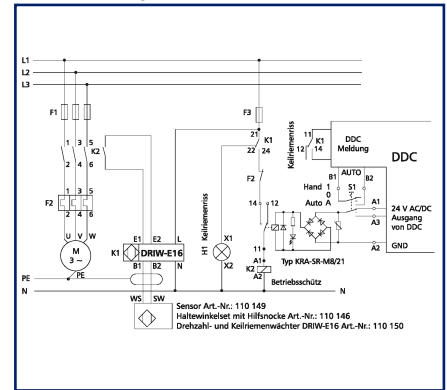 L1
L2
L3
F1
F3
1 3 5
2 4 6
K2
21
22 24
K1
Keilriemenriss
11
12 14
K1
DDC
Meldung
DDC
B1 AUTO B2
Hand 1
0
Auto A
S1
A1
A3
24 V AC/DC
Ausgang
von DDC
A2
GND
F2
1 3 5
2 4 6
F2
14 12
11
U V W
M
3 ~
PE
E1 E2 L
K1 DRIW-E16
B1 B2 N
H1 Keilriemenriss
X1
X2
Typ KRA-SR-M8/21
A1
K2
A2
Betriebsschütz
PE
N
N
WS SW
Sensor Art.-Nr.: 110 149
Haltewinkelset mit Hilfsnocke Art.-Nr.: 110 146
Drehzahl- und Keilriemenwächter DRIW-E16 Art.-Nr.: 110 150